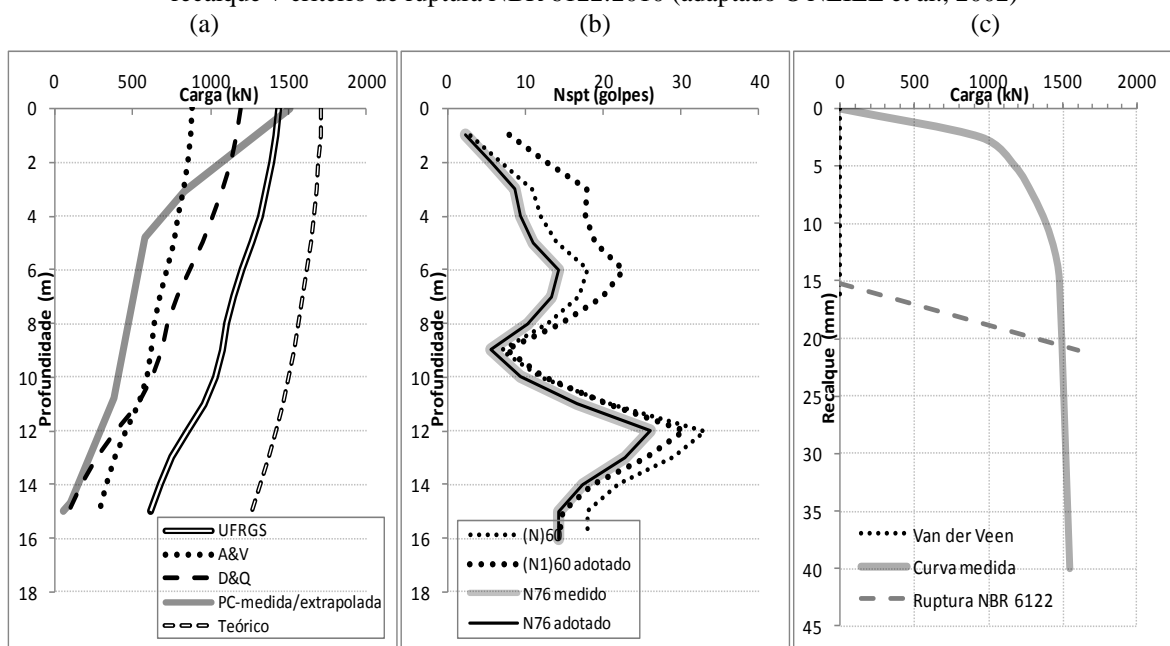 recalque v critério de ruptura NBR 6122:2010 (adaptado O'NEILL et al., 2002)
(a)
(b)
(c)
0 500 1000 1500 2000
Carga (kN)
0
2
4
6
8
10
12
14
16
18
Profundidade (m)
UFRGS
A&V
D&Q
PC-medida/extrapolada
Teórico
0 10 20 30 40
Nspt (golpes)
0
2
4
6
8
10
12
14
16
18
Profundidade (m)
(N)60
(N1)60 adotado
N76 medido
N76 adotado
0 500 1000 1500 2000
Carga (kN)
0
5
10
15
20
25
30
35
40
45
Recalque (mm)
Van der Veen
Curva medida
Ruptura NBR 6122